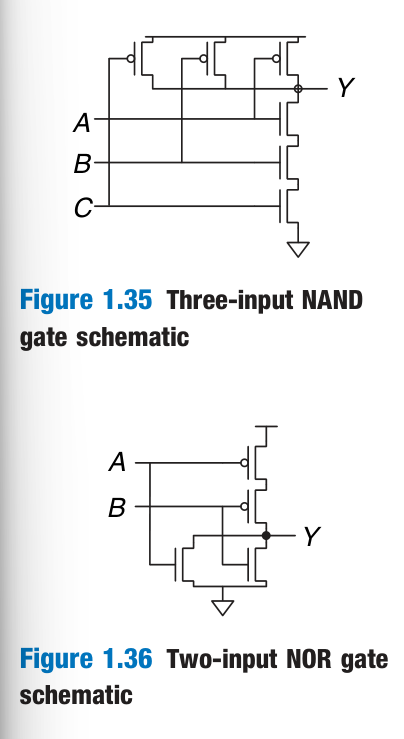 Y
A
B
C
Figure 1.35 Three-input NAND
gate schematic
A
B
Y
Figure 1.36 Two-input NOR gate
schematic